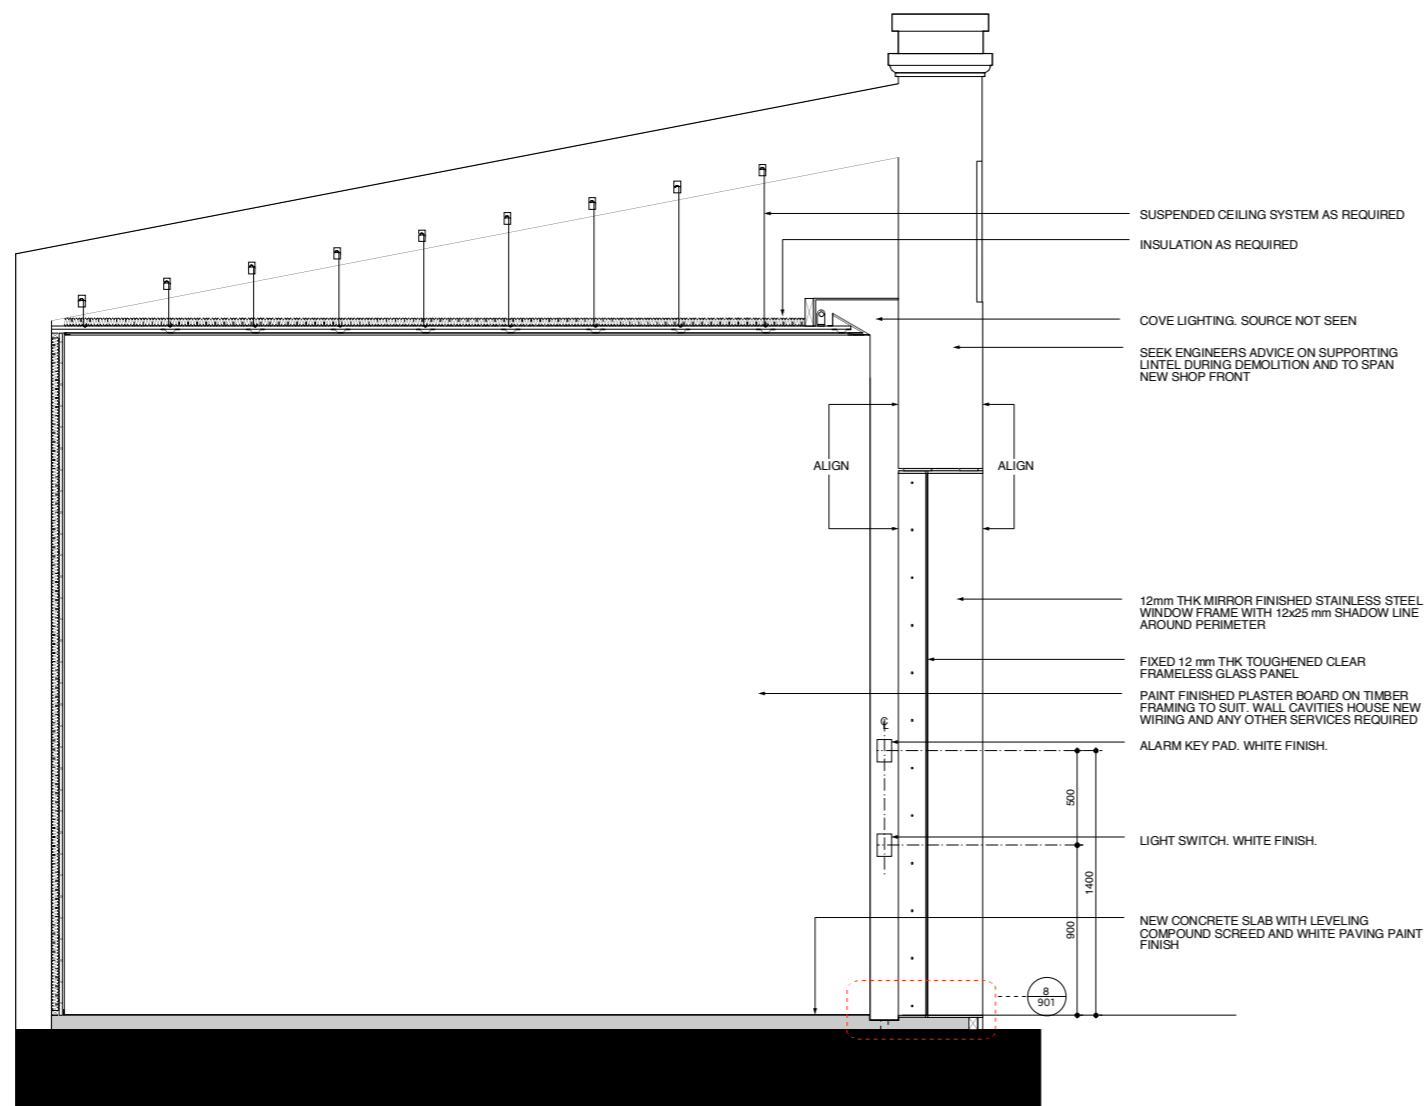 SUSPENDED CEILING SYSTEM AS REQUIRED
INSULATION AS REQUIRED
COVE LIGHTING. SOURCE NOT SEEN
SEEK ENGINEERS ADVICE ON SUPPORTING
LINTEL DURING DEMOLITION AND TO SPAN
NEW SHOP FRONT
ALIGN
ALIGN
12mm THK MIRROR FINISHED STAINLESS STEEL
WINDOW FRAME WITH 12x25 mm SHADOW LINE
AROUND PERIMETER
FIXED 12 mm THK TOUGHENED CLEAR
FRAMELESS GLASS PANEL
PAINT FINISHED PLASTER BOARD ON TIMBER
FRAMING TO SUIT. WALL CAVITIES HOUSE NEW
WIRING AND ANY OTHER SERVICES REQUIRED
℄
ALARM KEY PAD. WHITE FINISH.
500
LIGHT SWITCH. WHITE FINISH.
1400
900
NEW CONCRETE SLAB WITH LEVELING
COMPOUND SCREED AND WHITE PAVING PAINT
FINISH
8
901